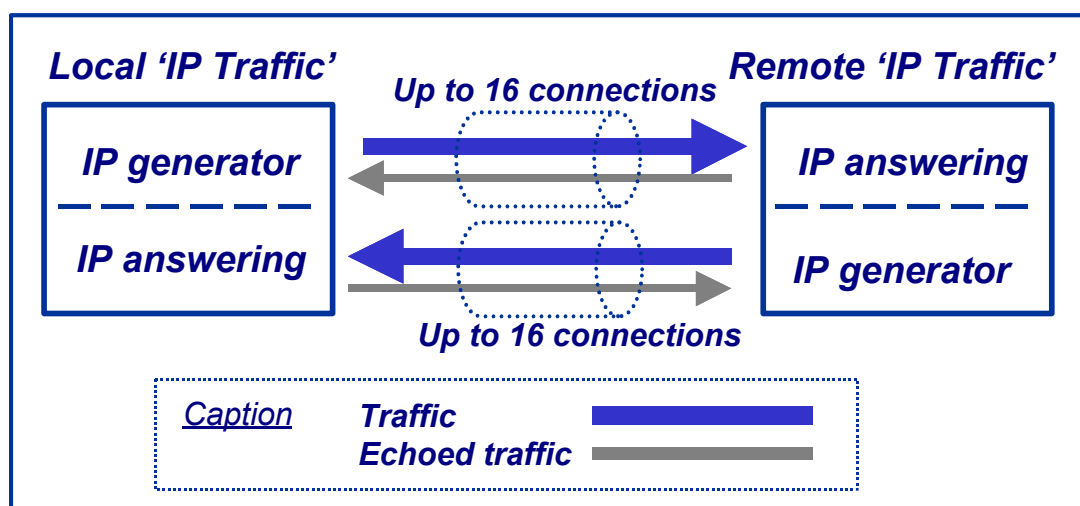 Local ‘IP Traffic’
Remote ‘IP Traffic’
Up to 16 connections
IP generator
IP answering
IP answering
IP generator
Up to 16 connections
Caption
Traffic
Echoed traffic